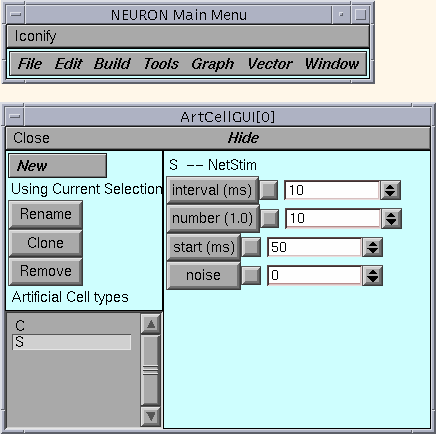 NEURON Main Menu
Iconify
File Edit Build Tools Graph Vector Window
ArtCellGUI[0]
Close Hide
New
Using Current Selection
Rename
Clone
Remove
Artificial Cell types
C
S
S -- NetStim
interval (ms) 10
number (1.0) 10
start (ms) 50
noise 0